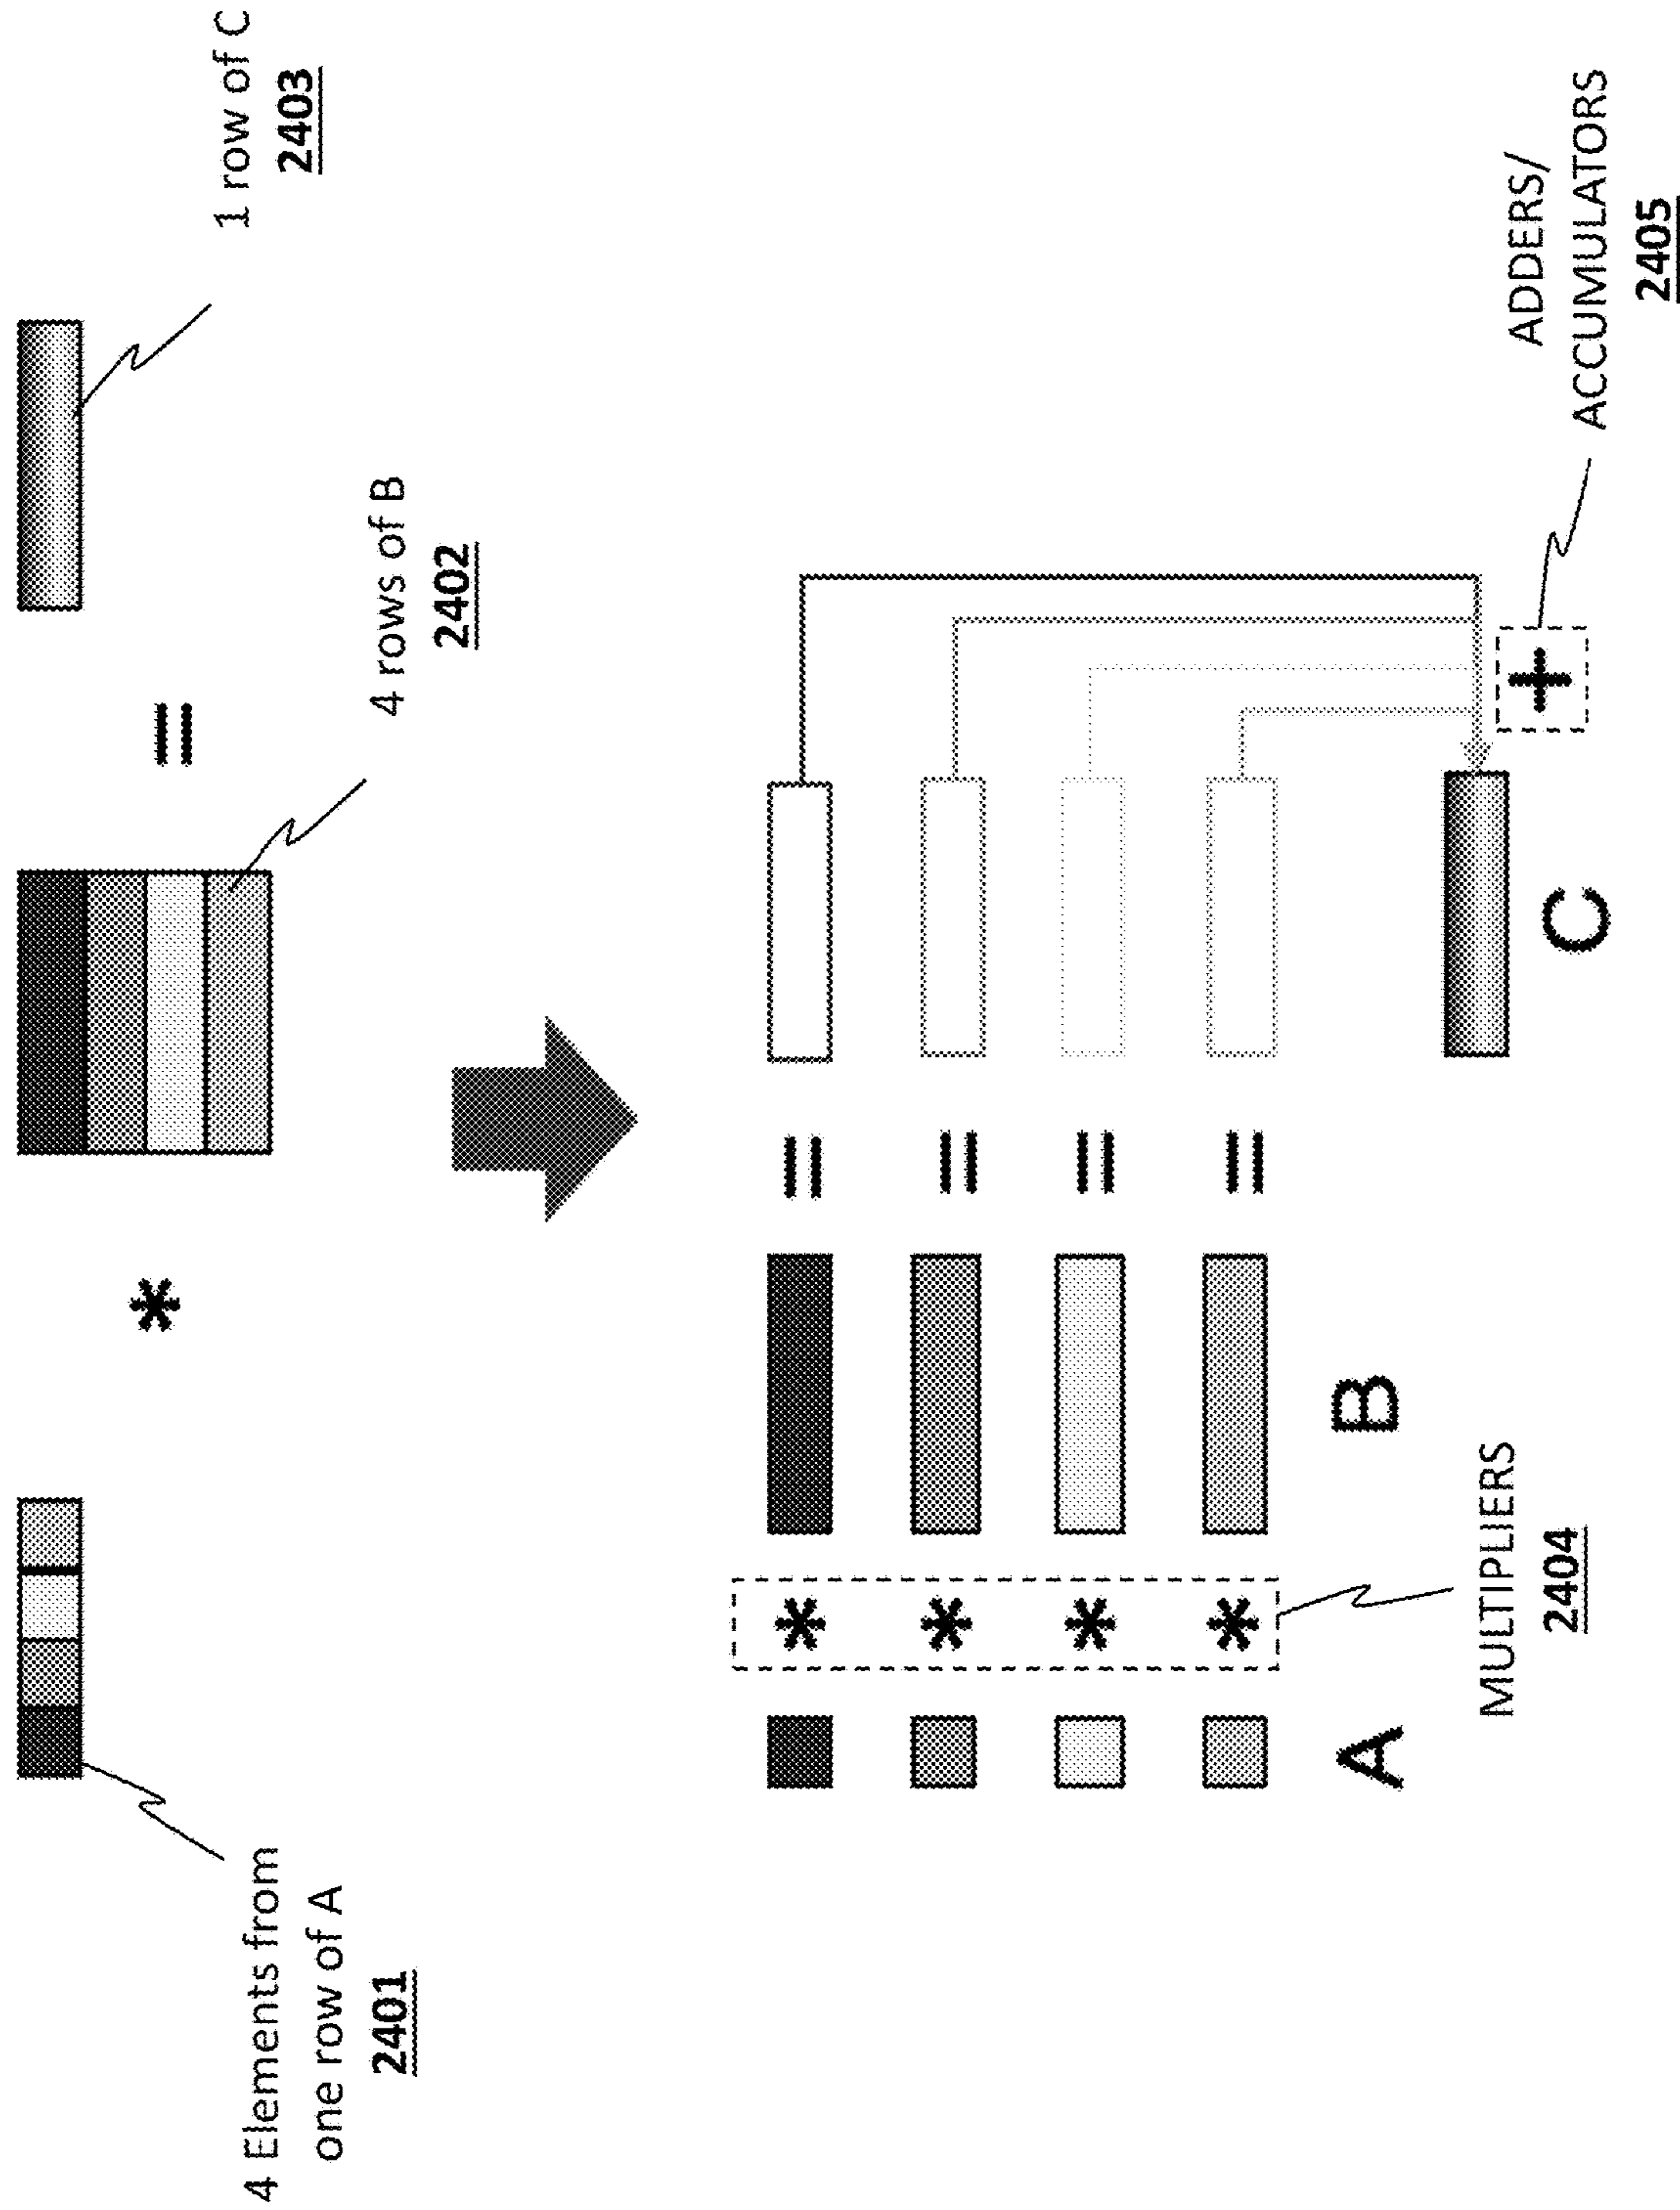 4 Elements from
one row of A
2401
*
4 rows of B
2402
=
1 row of C
2403
* =
* =
* =
* =
A
B
C
+
MULTIPLIERS
2404
ADDERS/
ACCUMULATORS
2405